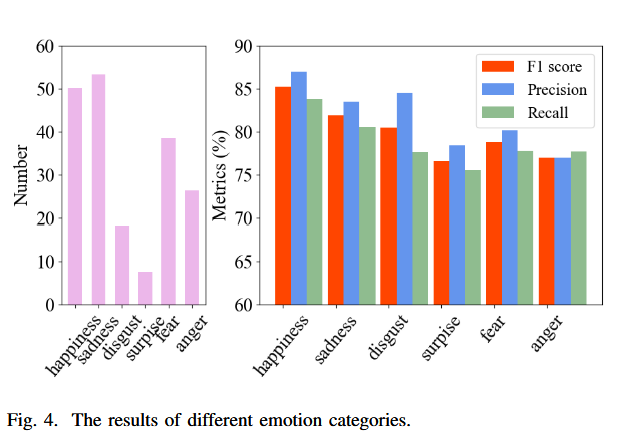 60
50
40
30
20
10
0
Number
happiness
sadness
disgust
surpise
fear
anger
90
85
80
75
70
65
60
Metrics (%)
F1 score
Precision
Recall
happiness
sadness
disgust
surpise
fear
anger
Fig. 4. The results of different emotion categories.